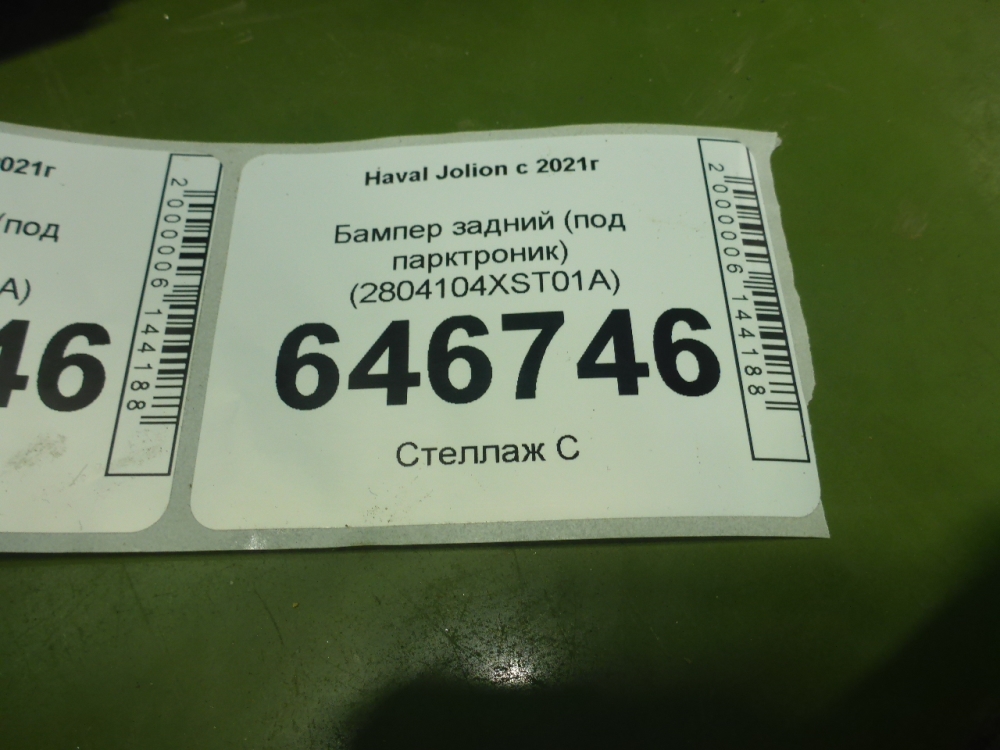 021г
(под
А)
46
2000006144188
Haval Jolion с 2021г
Бампер задний (под
парктроник)
(2804104XST01A)
646746
Стеллаж С
2000006144188